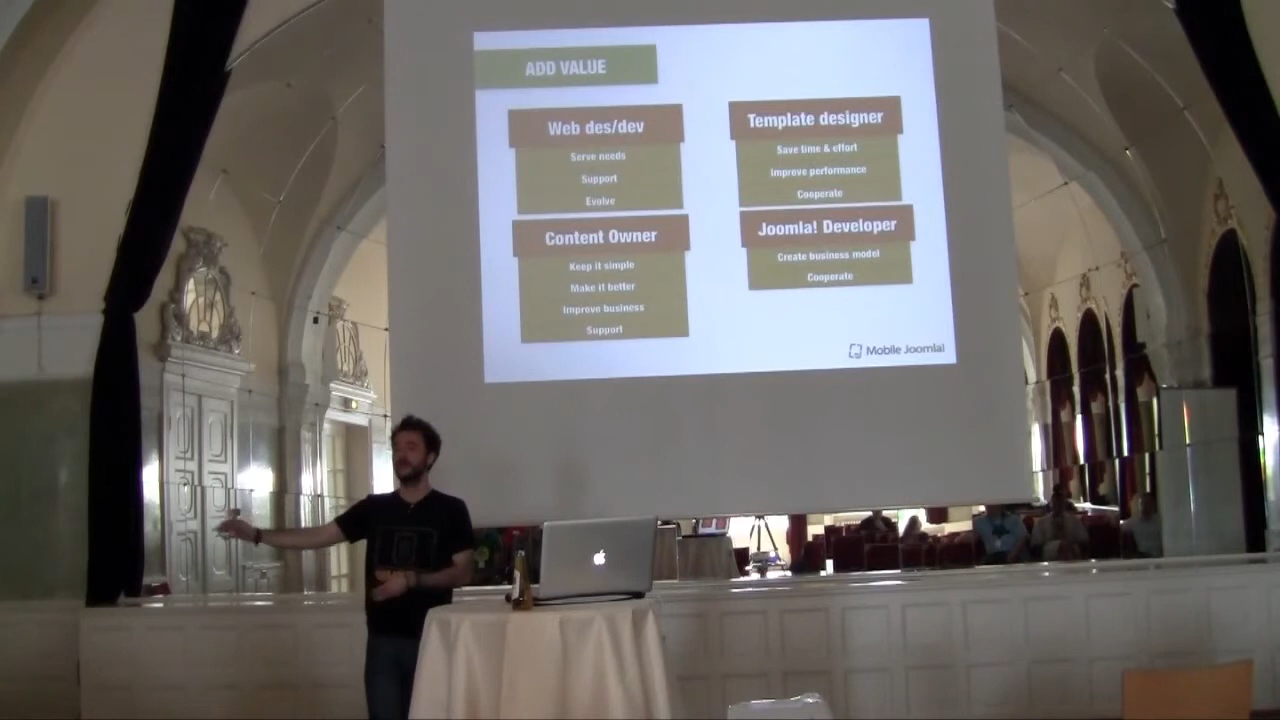 ADD VALUE
Web des/dev
Serve needs
Support
Evolve
Content Owner
Keep it simple
Make it better
Improve business
Support
Template designer
Save time & effort
Improve performance
Cooperate
Joomla! Developer
Create business model
Cooperate
Mobile Joomla!